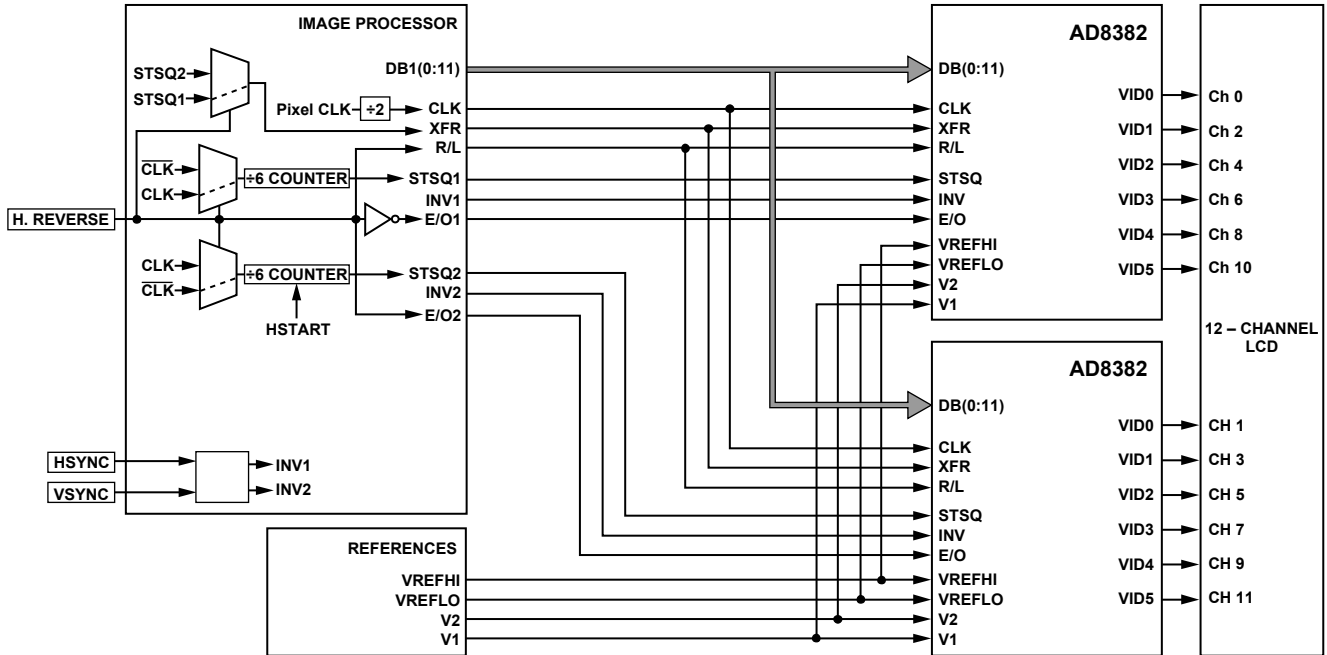 IMAGE PROCESSOR
STSQ2
STSQ1
DB1(0:11)
Pixel CLK
÷2
CLK
XFR
R/L
C̅L̅K̅
CLK
÷6 COUNTER
STSQ1
INV1
E/O1
H. REVERSE
CLK
C̅L̅K̅
÷6 COUNTER
HSTART
STSQ2
INV2
E/O2
HSYNC
VSYNC
INV1
INV2
REFERENCES
VREFHI
VREFLO
V2
V1
AD8382
DB(0:11)
CLK
XFR
R/L
STSQ
INV
E/O
VREFHI
VREFLO
V2
V1
VID0
VID1
VID2
VID3
VID4
VID5
AD8382
DB(0:11)
CLK
XFR
R/L
STSQ
INV
E/O
VREFHI
VREFLO
V2
V1
VID0
VID1
VID2
VID3
VID4
VID5
Ch 0
Ch 2
Ch 4
Ch 6
Ch 8
Ch 10
12 – CHANNEL
LCD
CH 1
CH 3
CH 5
CH 7
CH 9
CH 11